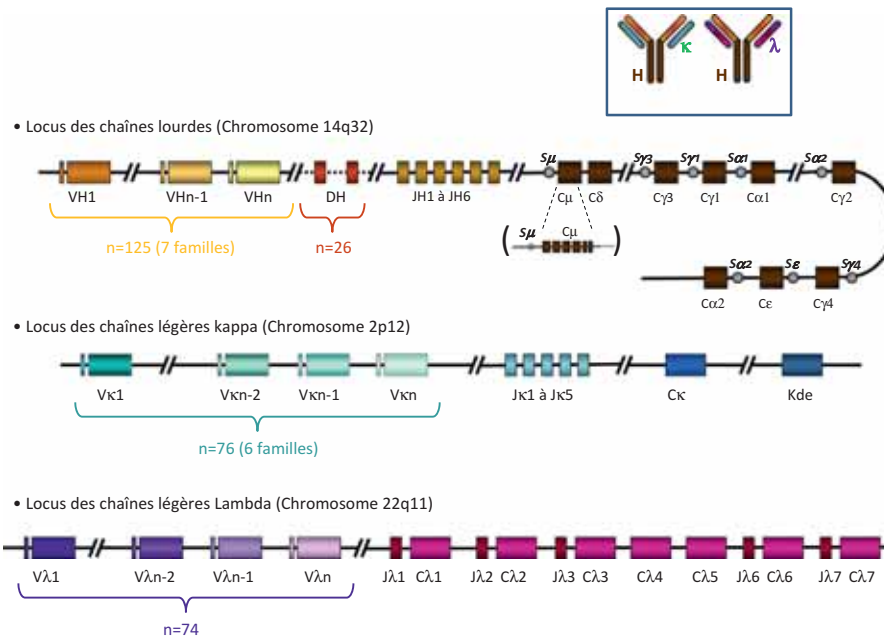 κ λ
H H
• Locus des chaînes lourdes (Chromosome 14q32)
Sμ Sγ3 Sγ1 Sα1 Sα2
VH1 VHn-1 VHn DH JH1 à JH6 Cμ Cδ Cγ3 Cγ1 Cα1 Cγ2
n=125 (7 familles) n=26
( Sμ Cμ )
Sα2 Sε Sγ4
Cα2 Cε Cγ4
• Locus des chaînes légères kappa (Chromosome 2p12)
Vκ1 Vκn-2 Vκn-1 Vκn Jκ1 à Jκ5 Cκ Kde
n=76 (6 familles)
• Locus des chaînes légères Lambda (Chromosome 22q11)
Vλ1 Vλn-2 Vλn-1 Vλn Jλ1 Cλ1 Jλ2 Cλ2 Jλ3 Cλ3 Cλ4 Cλ5 Jλ6 Cλ6 Jλ7 Cλ7
n=74